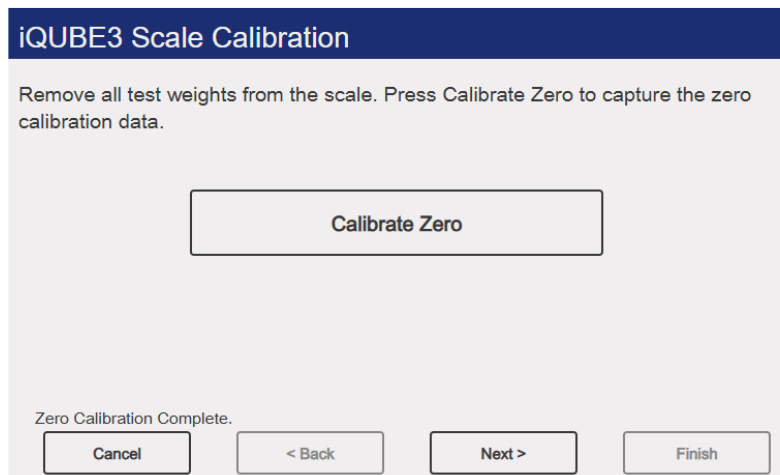 iQUBE3 Scale Calibration
Remove all test weights from the scale. Press Calibrate Zero to capture the zero
calibration data.
Calibrate Zero
Zero Calibration Complete.
Cancel
< Back
Next >
Finish